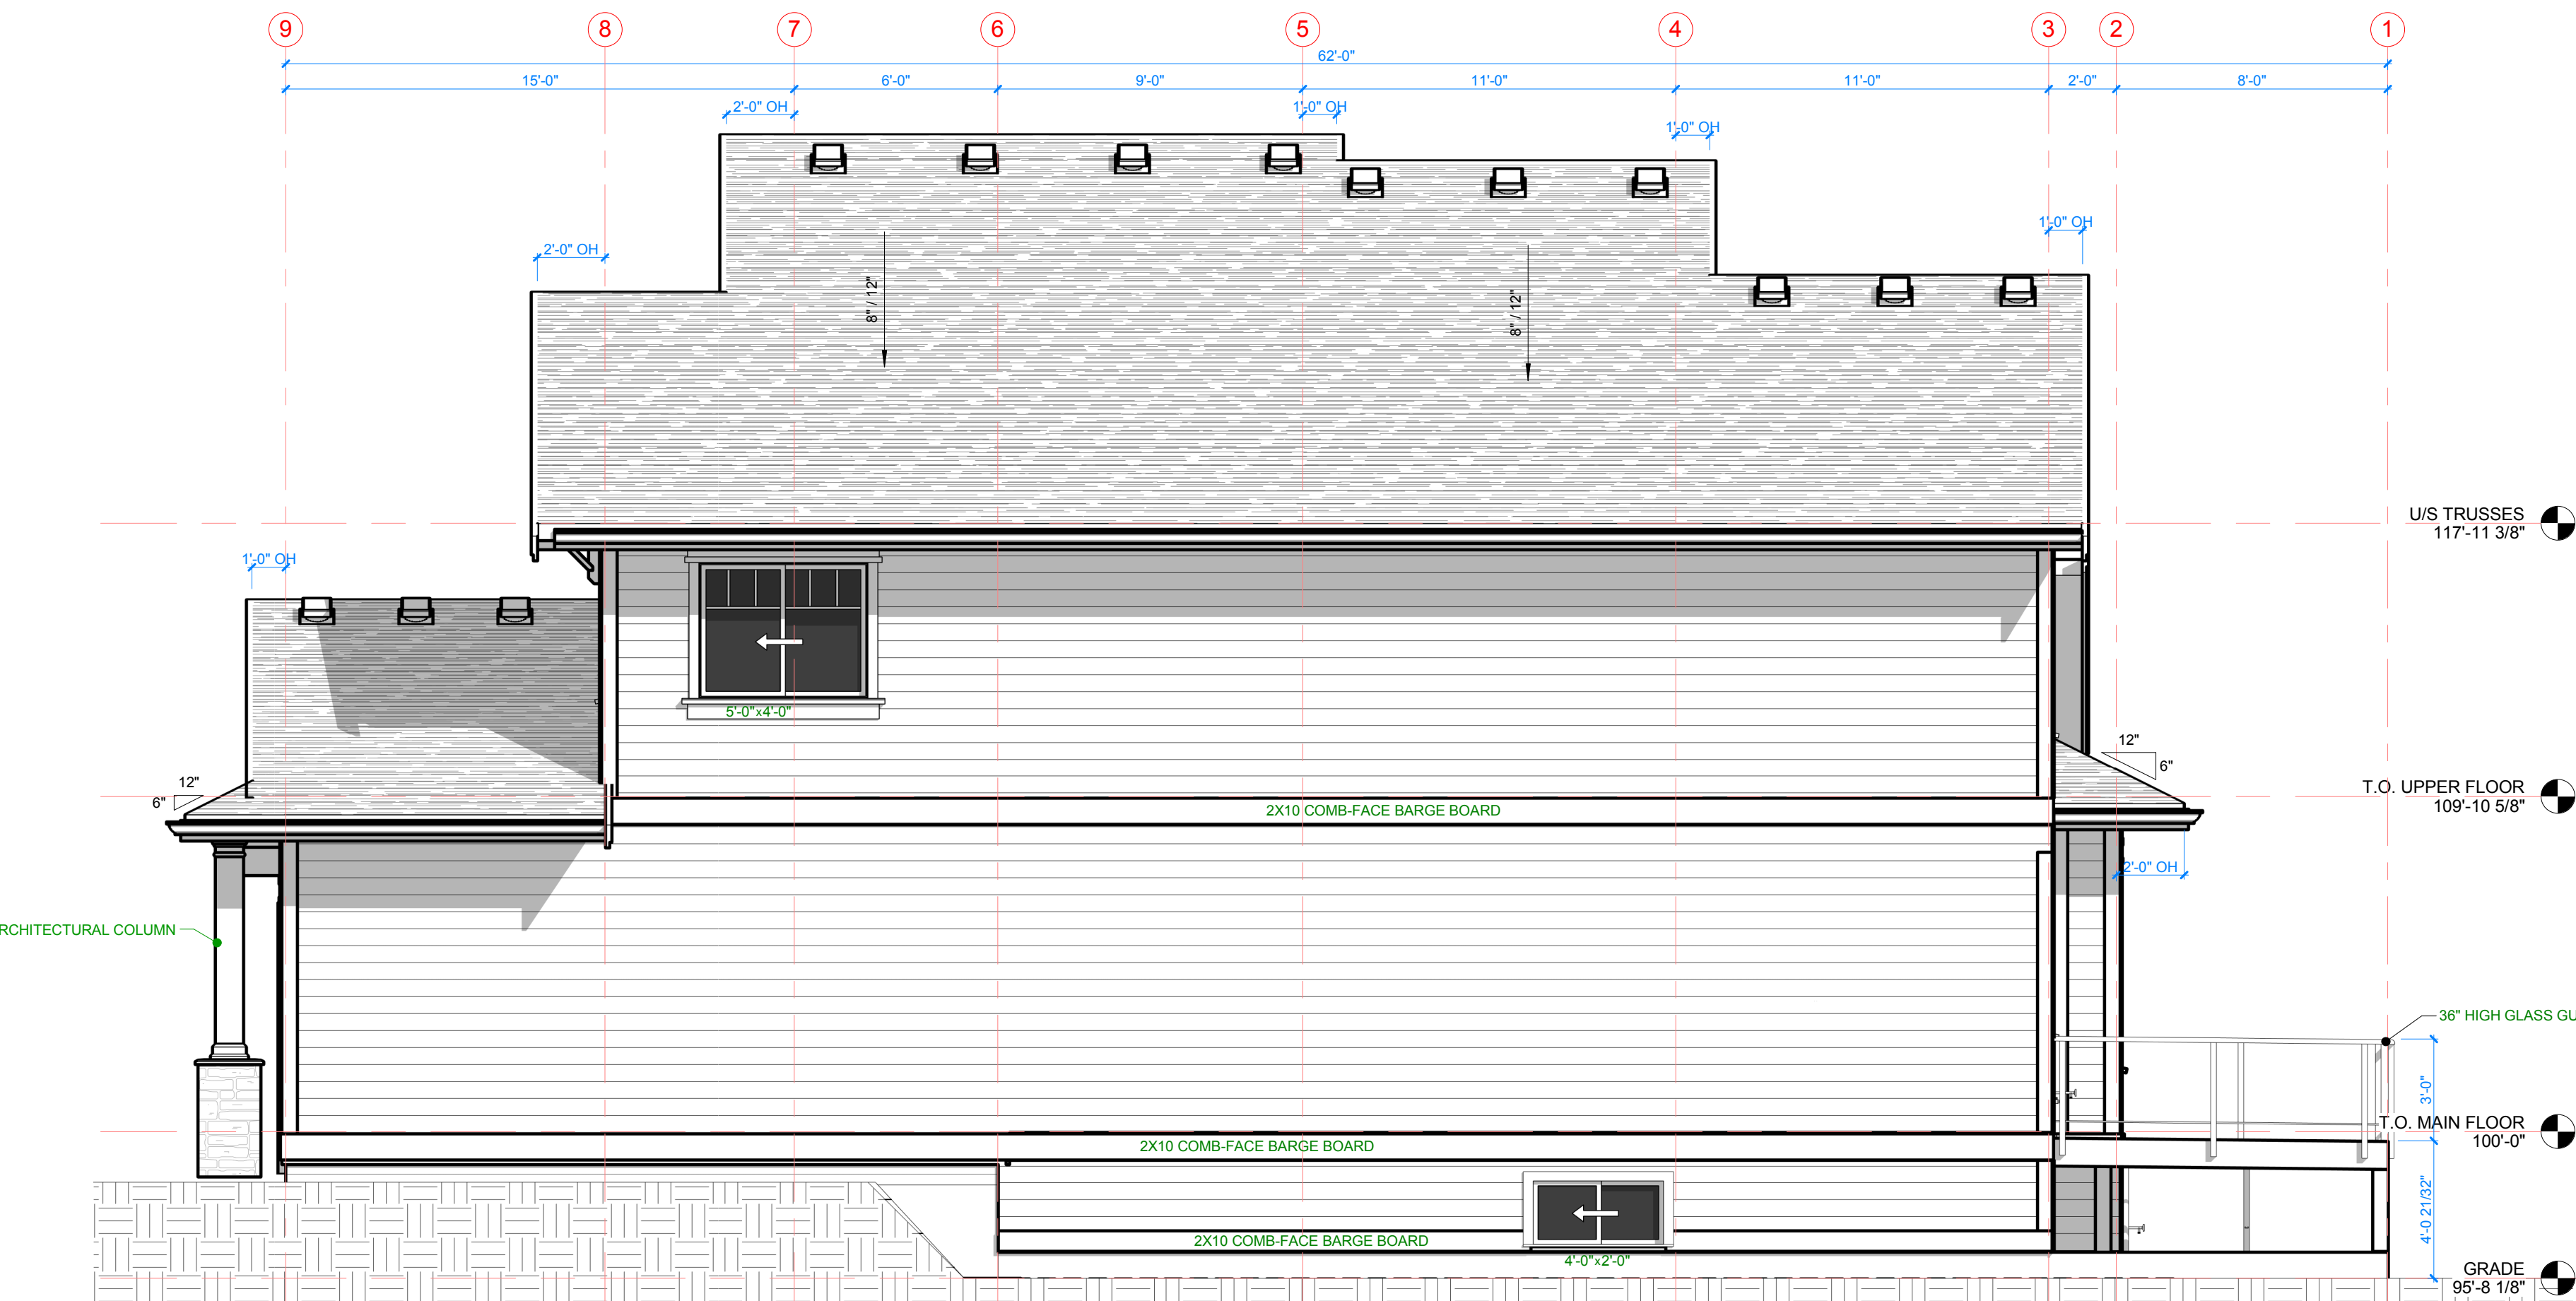 9 8 7 6 5 4 3 2 1
62'-0"
15'-0" 6'-0" 9'-0" 11'-0" 11'-0" 2'-0" 8'-0"
2'-0" OH 1'-0" OH
1'-0" OH
1'-0" OH
2'-0" OH
8" / 12"
8" / 12"
U/S TRUSSES
117'-11 3/8"
1'-0" OH
5'-0"x4'-0"
12"
6"
12"
6"
T.O. UPPER FLOOR
109'-10 5/8"
2X10 COMB-FACE BARGE BOARD
2'-0" OH
RCHITECTURAL COLUMN
36" HIGH GLASS GU
3'-0"
T.O. MAIN FLOOR
100'-0"
2X10 COMB-FACE BARGE BOARD
4'-0 21/32"
2X10 COMB-FACE BARGE BOARD
4'-0"x2'-0"
GRADE
95'-8 1/8"